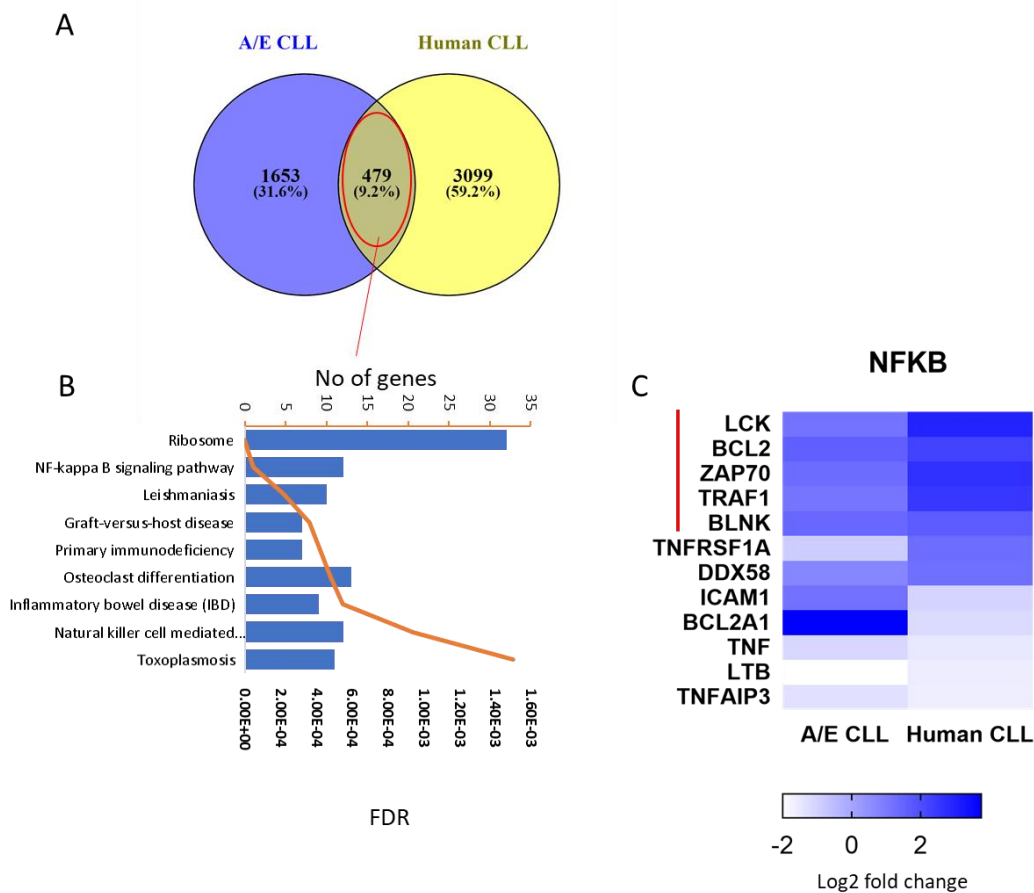 A
A/E CLL
Human CLL
1653
(31.6%)
479
(9.2%)
3099
(59.2%)
B
No of genes
0 5 10 15 20 25 30 35
Ribosome
NF-kappa B signaling pathway
Leishmaniasis
Graft-versus-host disease
Primary immunodeficiency
Osteoclast differentiation
Inflammatory bowel disease (IBD)
Natural killer cell mediated...
Toxoplasmosis
0.00E+00 2.00E-04 4.00E-04 6.00E-04 8.00E-04 1.00E-03 1.20E-03 1.40E-03 1.60E-03
FDR
C
NFKB
LCK
BCL2
ZAP70
TRAF1
BLNK
TNFRSF1A
DDX58
ICAM1
BCL2A1
TNF
LTB
TNFAIP3
A/E CLL Human CLL
-2 0 2
Log2 fold change